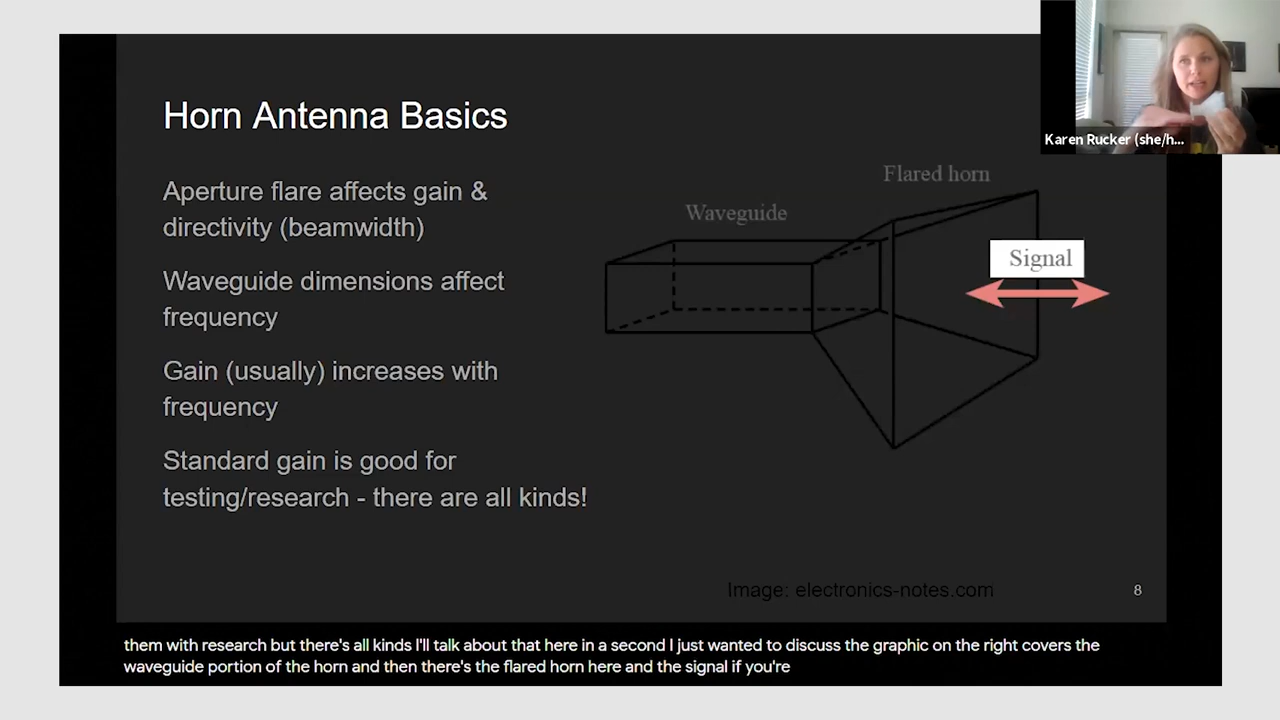 Horn Antenna Basics
Aperture flare affects gain &
directivity (beamwidth)
Waveguide dimensions affect
frequency
Gain (usually) increases with
frequency
Standard gain is good for
testing/research - there are all kinds!
Waveguide
Flared horn
Signal
Image: electronics-notes.com
8
Karen Rucker (she/h...
them with research but there's all kinds I'll talk about that here in a second I just wanted to discuss the graphic on the right covers the
waveguide portion of the horn and then there's the flared horn here and the signal if you're